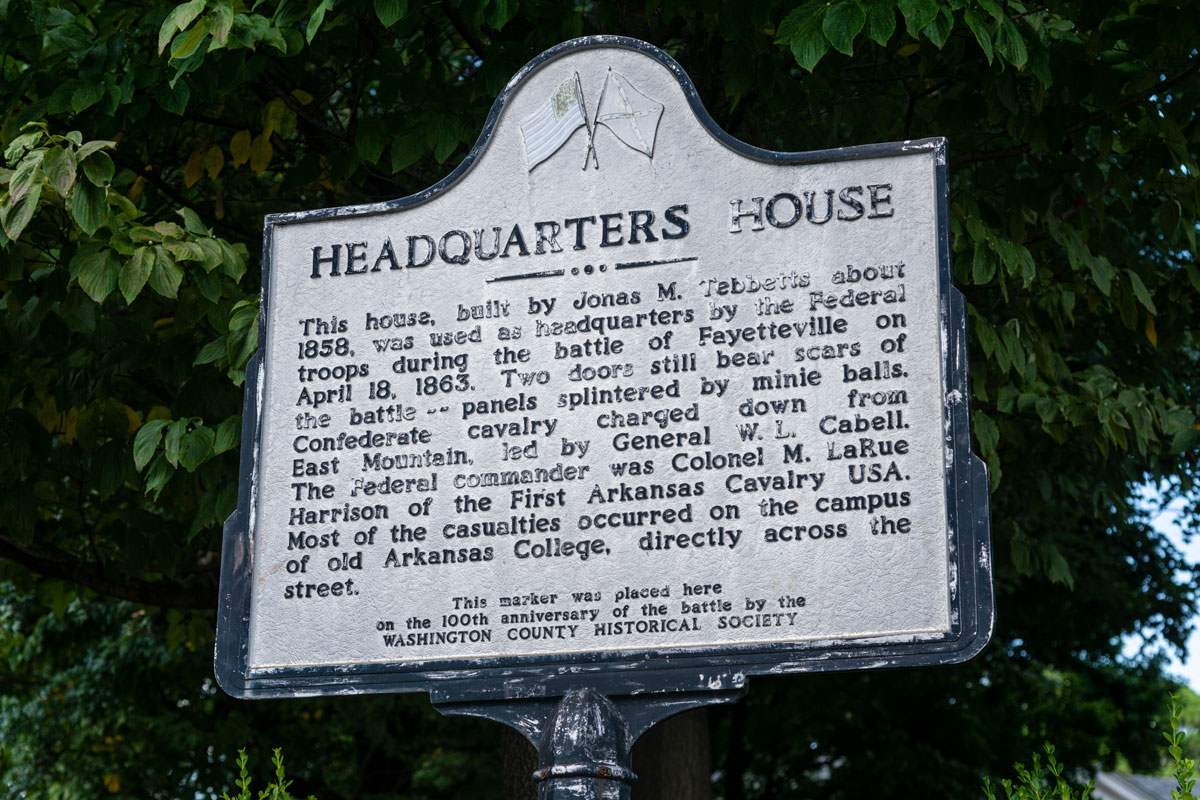 HEADQUARTERS HOUSE
This house, built by Jonas M. Tebbetts about
1858, was used as headquarters by the Federal
troops during the battle of Fayetteville on
April 18, 1863. Two doors still bear scars of
the battle -- panels splintered by minie balls.
Confederate cavalry charged down from
East Mountain, led by General W. L. Cabell.
The Federal commander was Colonel M. LaRue
Harrison of the First Arkansas Cavalry USA.
Most of the casualties occurred on the campus
of old Arkansas College, directly across the
street.
This marker was placed here
on the 100th anniversary of the battle by the
WASHINGTON COUNTY HISTORICAL SOCIETY